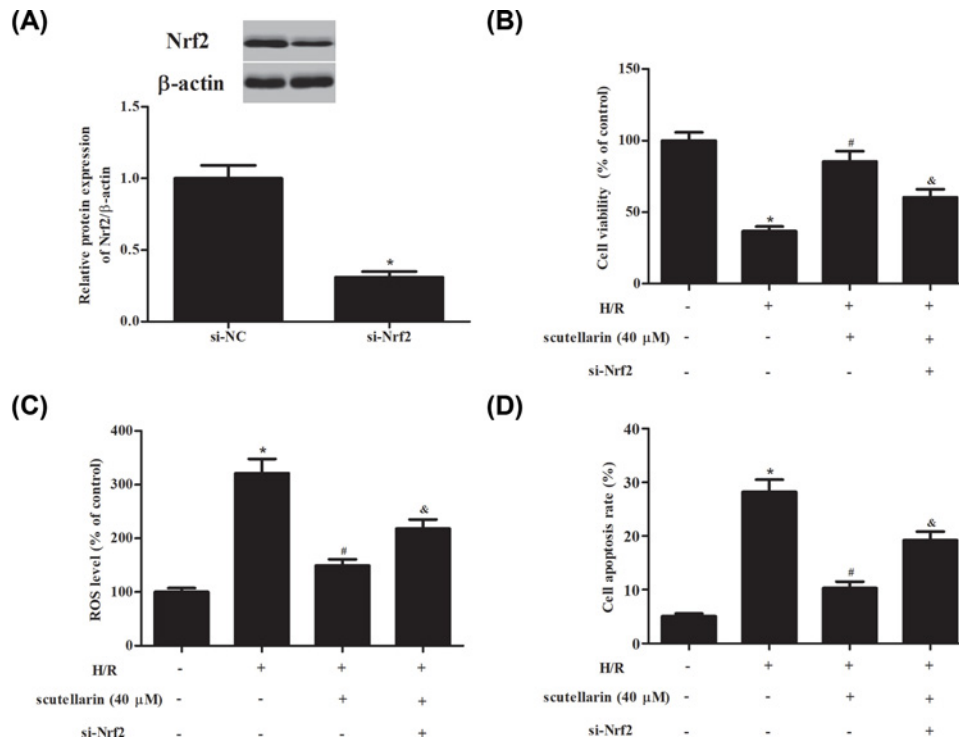 (A)
Nrf2
β-actin
Relative protein expression
of Nrf2/β-actin
1.5
1.0
0.5
0.0
*
si-NC
si-Nrf2
(B)
Cell viability (% of control)
150
100
50
0
*
#
&
H/R - + + +
scutellarin (40 μM) - - + +
si-Nrf2 - - - +
(C)
ROS level (% of control)
400
300
200
100
0
*
#
&
H/R - + + +
scutellarin (40 μM) - - + +
si-Nrf2 - - - +
(D)
Cell apoptosis rate (%)
40
30
20
10
0
*
#
&
H/R - + + +
scutellarin (40 μM) - - + +
si-Nrf2 - - - +